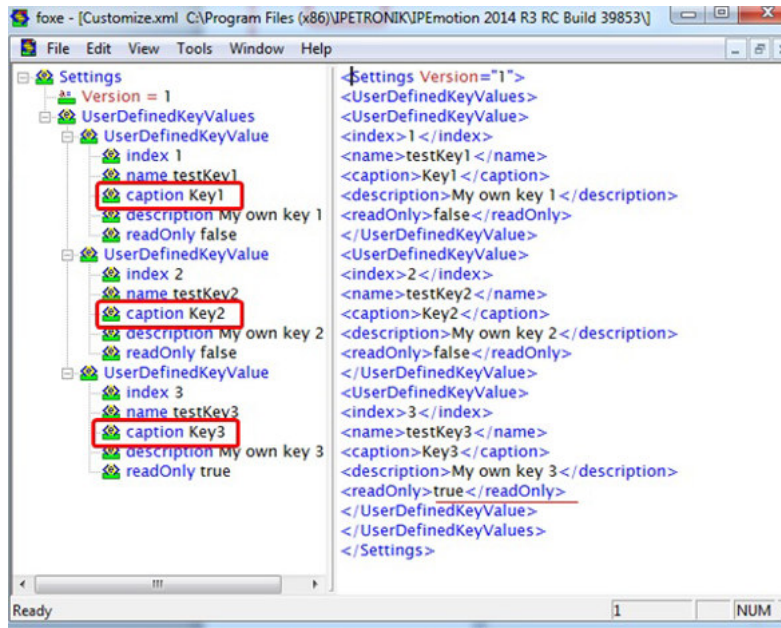 foxe - [Customize.xml C:\Program Files (x86)\IPETRONIK\IPEmotion 2014 R3 RC Build 39853\]
File Edit View Tools Window Help
Settings
Version = 1
UserDefinedKeyValues
UserDefinedKeyValue
index 1
name testKey1
caption Key1
description My own key 1
readOnly false
UserDefinedKeyValue
index 2
name testKey2
caption Key2
description My own key 2
readOnly false
UserDefinedKeyValue
index 3
name testKey3
caption Key3
description My own key 3
readOnly true
<Settings Version="1">
<UserDefinedKeyValues>
<UserDefinedKeyValue>
<index>1</index>
<name>testKey1</name>
<caption>Key1</caption>
<description>My own key 1</description>
<readOnly>false</readOnly>
</UserDefinedKeyValue>
<UserDefinedKeyValue>
<index>2</index>
<name>testKey2</name>
<caption>Key2</caption>
<description>My own key 2</description>
<readOnly>false</readOnly>
</UserDefinedKeyValue>
<UserDefinedKeyValue>
<index>3</index>
<name>testKey3</name>
<caption>Key3</caption>
<description>My own key 3</description>
<readOnly>true</readOnly>
</UserDefinedKeyValue>
</UserDefinedKeyValues>
</Settings>
Ready 1 NUM